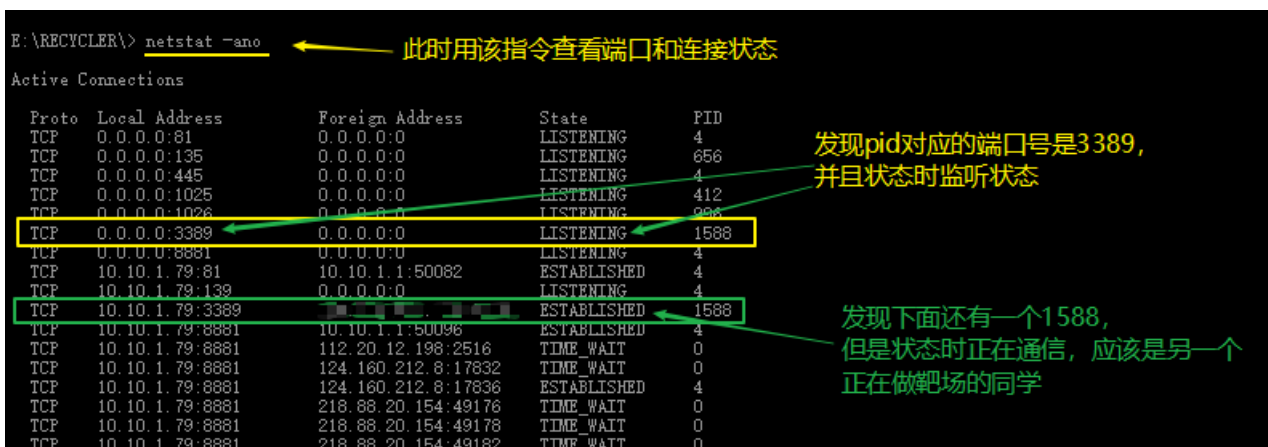 E:\RECYCLER\> netstat -ano
此时用该指令查看端口和连接状态
Active Connections
Proto Local Address Foreign Address State PID
TCP 0.0.0.0:81 0.0.0.0:0 LISTENING 4
TCP 0.0.0.0:135 0.0.0.0:0 LISTENING 656
TCP 0.0.0.0:445 0.0.0.0:0 LISTENING 4
TCP 0.0.0.0:1025 0.0.0.0:0 LISTENING 412
TCP 0.0.0.0:1026 0.0.0.0:0 LISTENING
TCP 0.0.0.0:3389 0.0.0.0:0 LISTENING 1588
TCP 0.0.0.0:8881 0.0.0.0:0 LISTENING 4
TCP 10.10.1.79:81 10.10.1.1:50082 ESTABLISHED 4
TCP 10.10.1.79:139 0.0.0.0:0 LISTENING 4
TCP 10.10.1.79:3389 ESTABLISHED 1588
TCP 10.10.1.79:8881 10.10.1.1:50096 ESTABLISHED 4
TCP 10.10.1.79:8881 112.20.12.198:2516 TIME_WAIT 0
TCP 10.10.1.79:8881 124.160.212.8:17832 TIME_WAIT 0
TCP 10.10.1.79:8881 124.160.212.8:17836 ESTABLISHED 4
TCP 10.10.1.79:8881 218.88.20.154:49176 TIME_WAIT 0
TCP 10.10.1.79:8881 218.88.20.154:49178 TIME_WAIT 0
TCP 10.10.1.79:8881 218.88.20.154:49182 TIME_WAIT 0
发现pid对应的端口号是3389，
并且状态时监听状态
发现下面还有一个1588，
但是状态时正在通信，应该是另一个
正在做靶场的同学